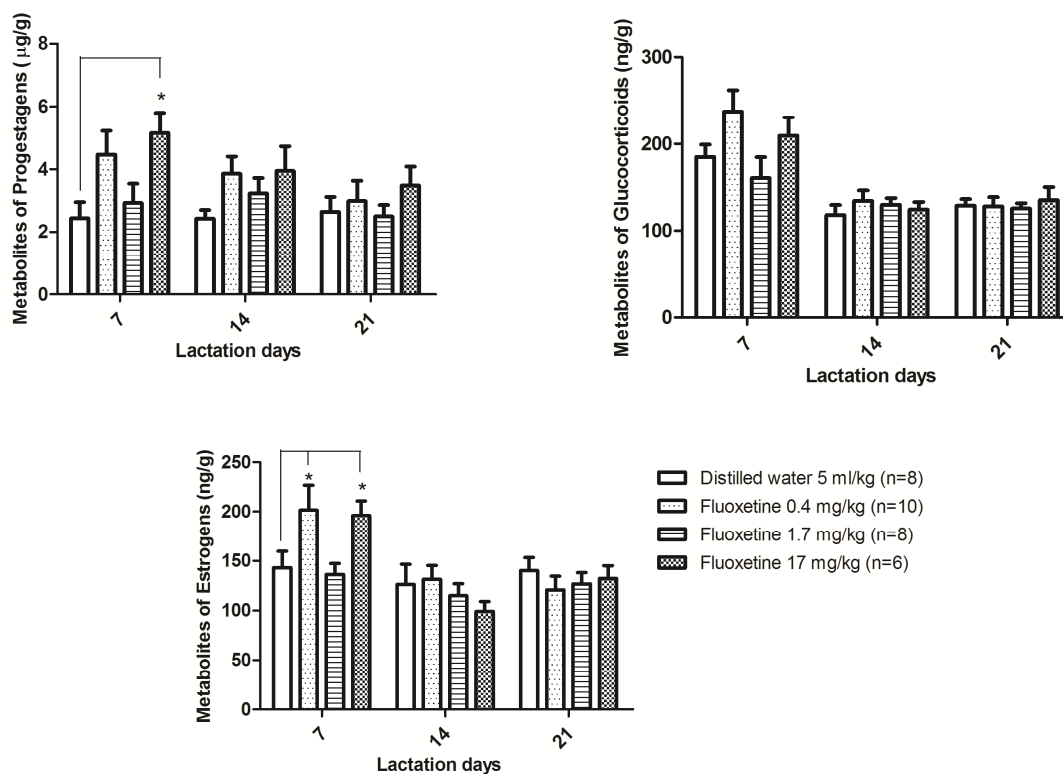 Metabolites of Progestagens ( μg/g)
8
6
4
2
0
*
7
14
21
Lactation days
Metabolites of Glucocorticoids (ng/g)
300
200
100
0
7
14
21
Lactation days
Metabolites of Estrogens (ng/g)
250
200
150
100
50
0
*
*
7
14
21
Lactation days
Distilled water 5 ml/kg (n=8)
Fluoxetine 0.4 mg/kg (n=10)
Fluoxetine 1.7 mg/kg (n=8)
Fluoxetine 17 mg/kg (n=6)